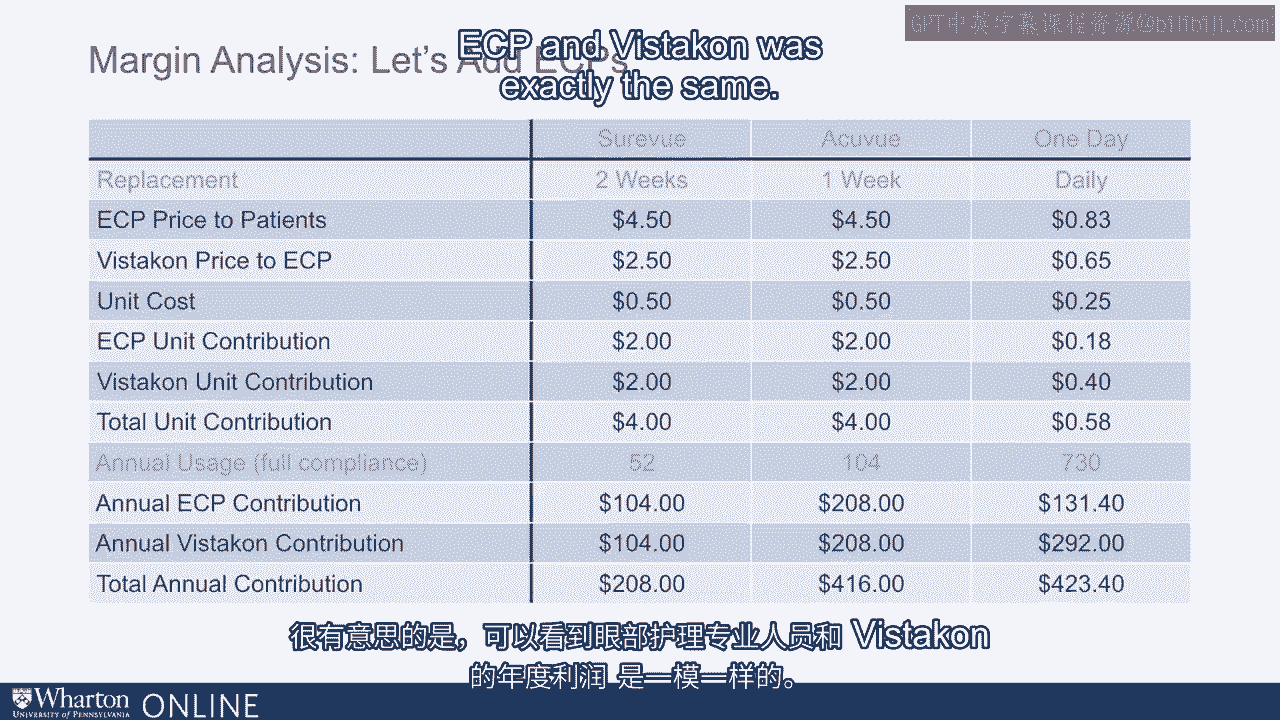 GPT中英字幕课程资源@bilibili.com
Margin Analysis: Let's Add ECPs
ECP and Vistakon was
exactly the same.
Surevue Acuvue One Day
Replacement 2 Weeks 1 Week Daily
ECP Price to Patients $4.50 $4.50 $0.83
Vistakon Price to ECP $2.50 $2.50 $0.65
Unit Cost $0.50 $0.50 $0.25
ECP Unit Contribution $2.00 $2.00 $0.18
Vistakon Unit Contribution $2.00 $2.00 $0.40
Total Unit Contribution $4.00 $4.00 $0.58
Annual Usage (full compliance) 52 104 730
Annual ECP Contribution $104.00 $208.00 $131.40
Annual Vistakon Contribution $104.00 $208.00 $292.00
Total Annual Contribution $208.00 $416.00 $423.40
很有意思的是，可以看到眼部护理专业人员和 Vistakon
的年度利润 是一模一样的。
Wharton ONLINE
UNIVERSITY of PENNSYLVANIA